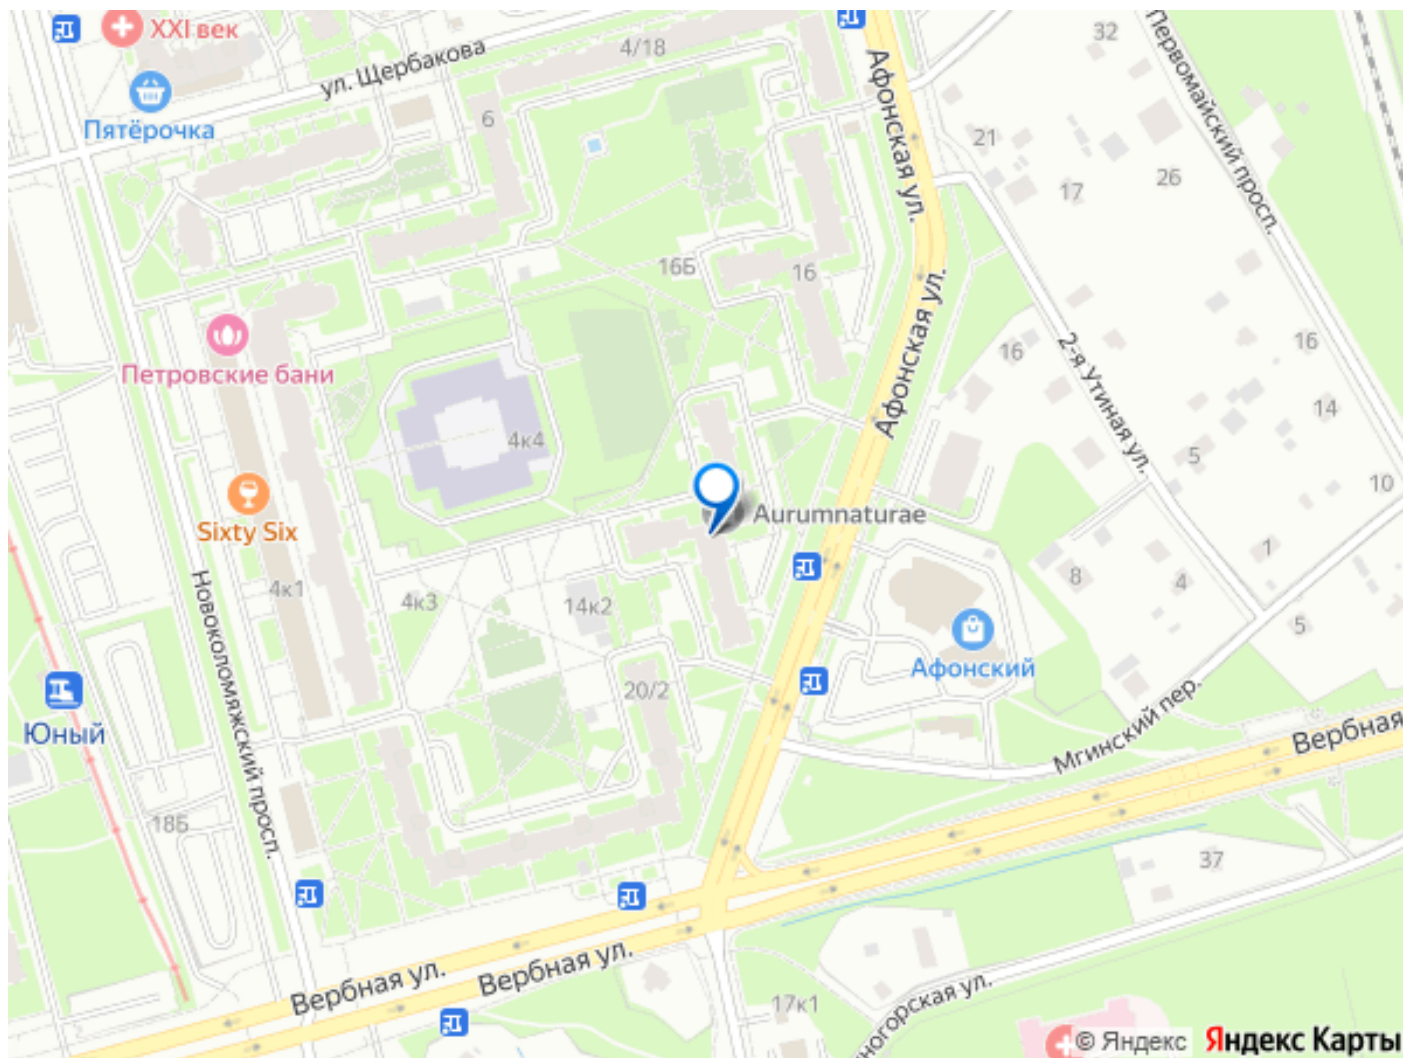 XXI век
Пятёрочка
ул. Щербакова
4/18
6
Афонская ул.
32
Первомайский просп.
21
17
26
16Б
16
Афонская ул.
2-я Утиная ул.
16
16
14
5
10
Петровские бани
4к4
Sixty Six
Aurumnaturae
4к1
4к3
14к2
8
4
1
5
Новоколомяжский просп.
Афонский
20/2
Юный
Мгинский пер.
Вербная
18Б
37
Вербная ул.
Вербная ул.
17к1
ногорская ул.
© Яндекс Яндекс Карты